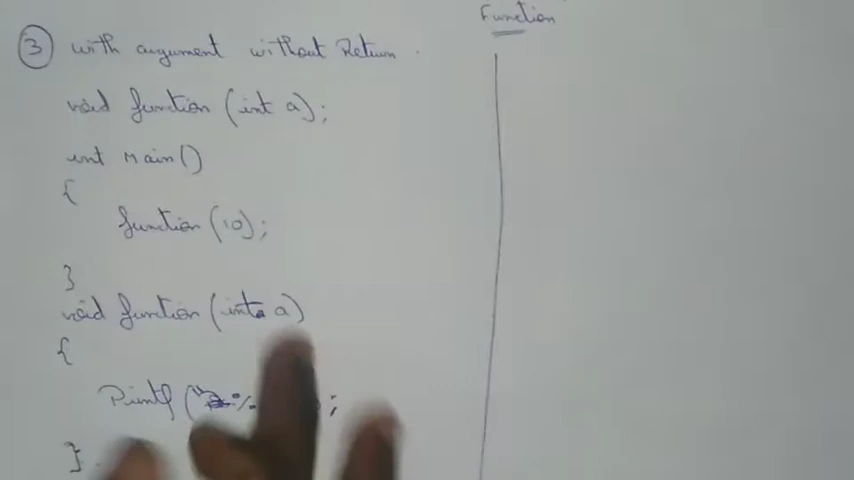 Function
③ with argument without Return.
void function (int a);
int Main()
{
function (10);
}
void function (int a)
{
Printf ("% ;
}